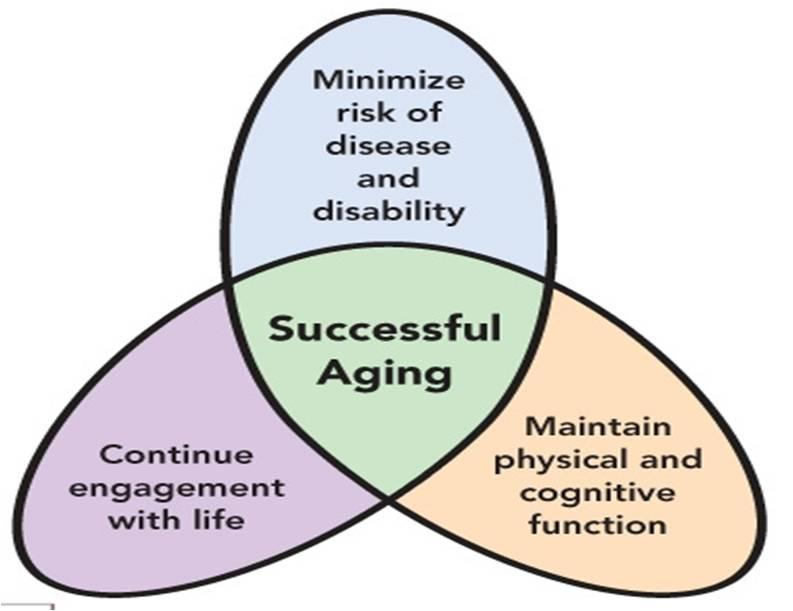 Minimize
risk of
disease
and
disability
Successful
Aging
Continue
engagement
with life
Maintain
physical and
cognitive
function